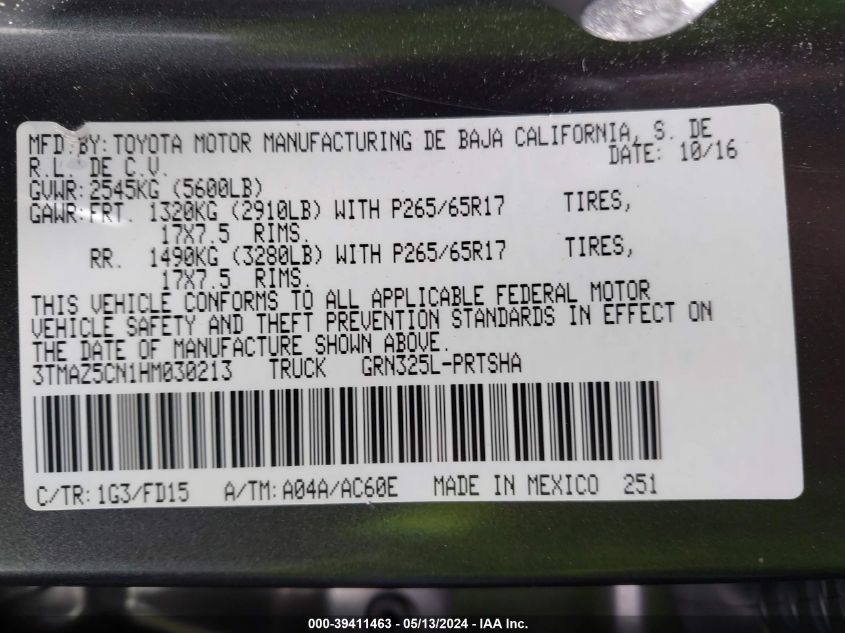 MFD.BY: TOYOTA MOTOR MANUFACTURING DE BAJA CALIFORNIA, S. DE
R.L. DE C.V. DATE: 10/16
GVWR: 2545KG (5600LB)
GAWR: FRT. 1320KG (2910LB) WITH P265/65R17 TIRES,
17X7.5 RIMS.
RR. 1490KG (3280LB) WITH P265/65R17 TIRES,
17X7.5 RIMS.
THIS VEHICLE CONFORMS TO ALL APPLICABLE FEDERAL MOTOR
VEHICLE SAFETY AND THEFT PREVENTION STANDARDS IN EFFECT ON
THE DATE OF MANUFACTURE SHOWN ABOVE.
3TMAZ5CN1HM030213 TRUCK GRN325L-PRTSHA
C/TR: 1G3/FD15 A/TM: A04A/AC60E MADE IN MEXICO 251
000-39411463 - 05/13/2024 - IAA Inc.